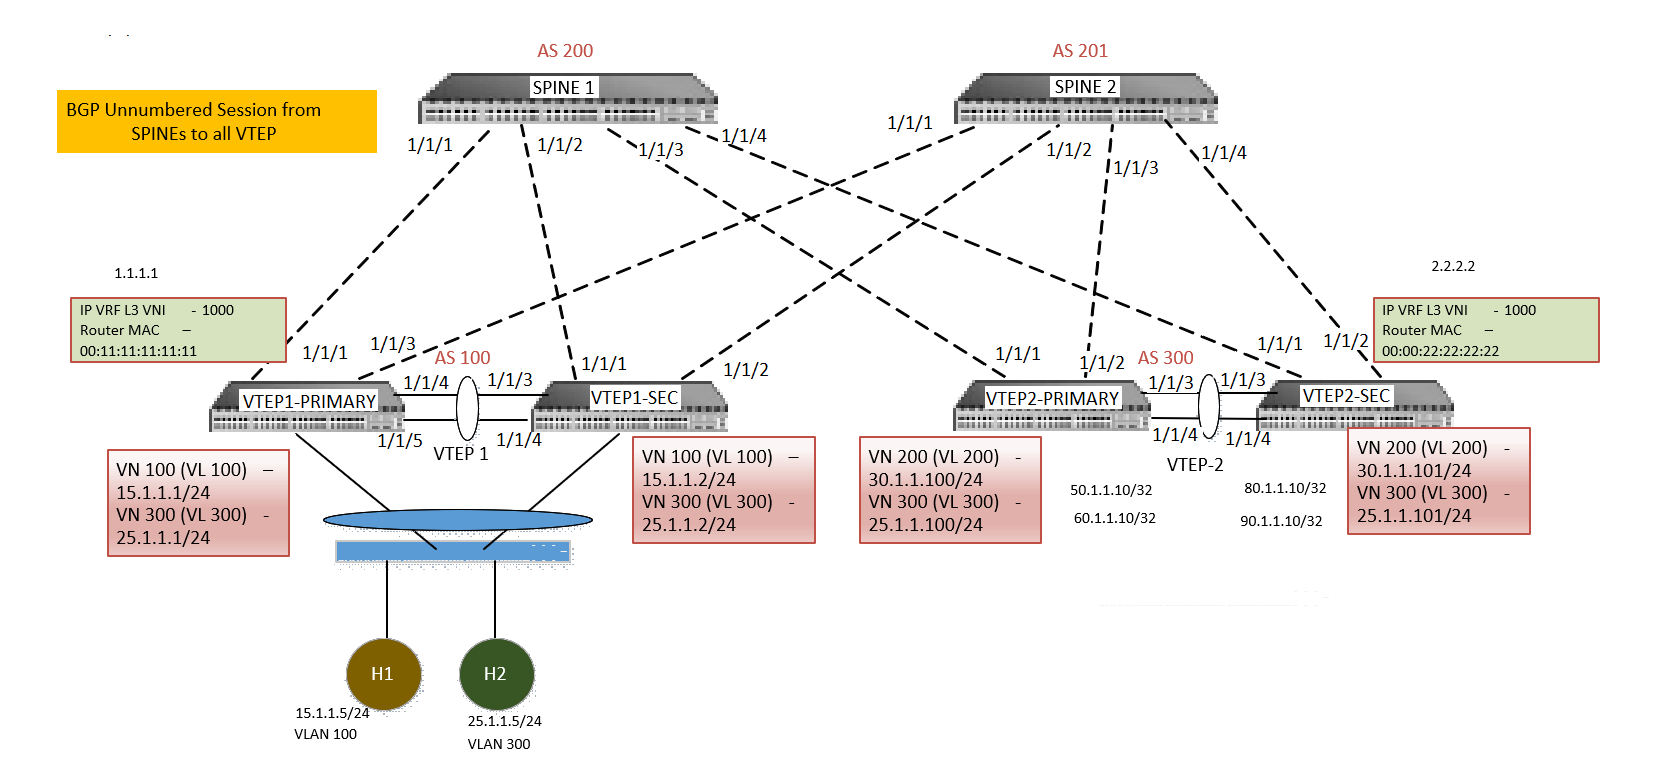 AS 200
AS 201
SPINE 1
SPINE 2
BGP Unnumbered Session from
SPINEs to all VTEP
1/1/1
1/1/2
1/1/3
1/1/4
1/1/1
1/1/2
1/1/3
1/1/4
1.1.1.1
2.2.2.2
IP VRF L3 VNI - 1000
Router MAC –
00:11:11:11:11:11
IP VRF L3 VNI - 1000
Router MAC –
00:00:22:22:22:22
1/1/1
1/1/3
AS 100
1/1/1
1/1/2
1/1/1
1/1/2
AS 300
1/1/1
1/1/2
1/1/4
1/1/3
1/1/3
1/1/3
VTEP1-PRIMARY
VTEP1-SEC
VTEP2-PRIMARY
VTEP2-SEC
1/1/5
1/1/4
1/1/4
1/1/4
VTEP 1
VTEP-2
VN 100 (VL 100) –
15.1.1.1/24
VN 300 (VL 300) -
25.1.1.1/24
VN 100 (VL 100) –
15.1.1.2/24
VN 300 (VL 300) -
25.1.1.2/24
VN 200 (VL 200) -
30.1.1.100/24
VN 300 (VL 300) -
25.1.1.100/24
50.1.1.10/32
60.1.1.10/32
80.1.1.10/32
90.1.1.10/32
VN 200 (VL 200) -
30.1.1.101/24
VN 300 (VL 300) -
25.1.1.101/24
H1
H2
15.1.1.5/24
VLAN 100
25.1.1.5/24
VLAN 300